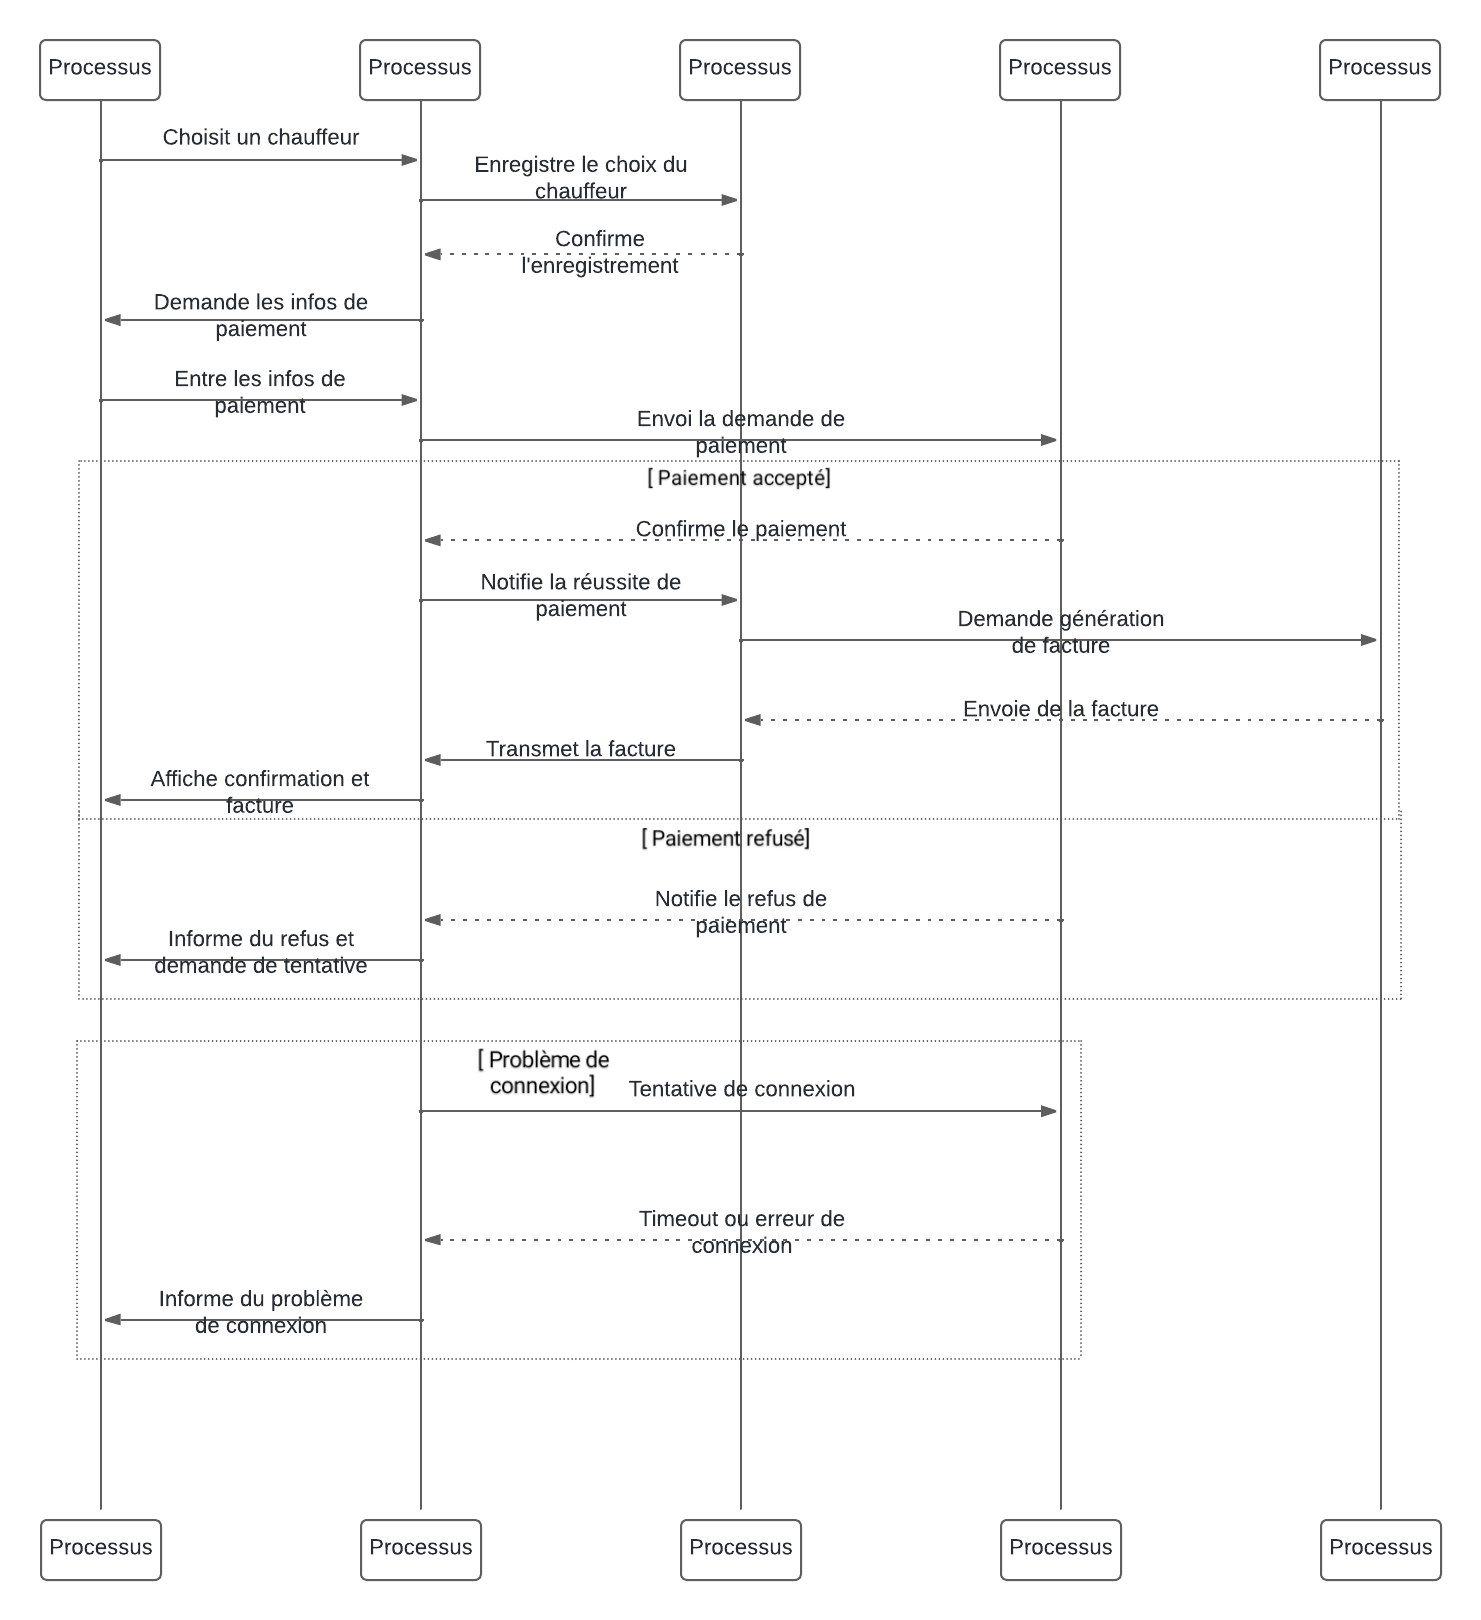 Processus
Processus
Processus
Processus
Processus
Choisit un chauffeur
Enregistre le choix du
chauffeur
Confirme
l'enregistrement
Demande les infos de
paiement
Entre les infos de
paiement
Envoi la demande de
paiement
[ Paiement accepté]
Confirme le paiement
Notifie la réussite de
paiement
Demande génération
de facture
Envoie de la facture
Transmet la facture
Affiche confirmation et
facture
[ Paiement refusé]
Notifie le refus de
paiement
Informe du refus et
demande de tentative
[ Problème de
connexion]
Tentative de connexion
Timeout ou erreur de
connexion
Informe du problème
de connexion
Processus
Processus
Processus
Processus
Processus